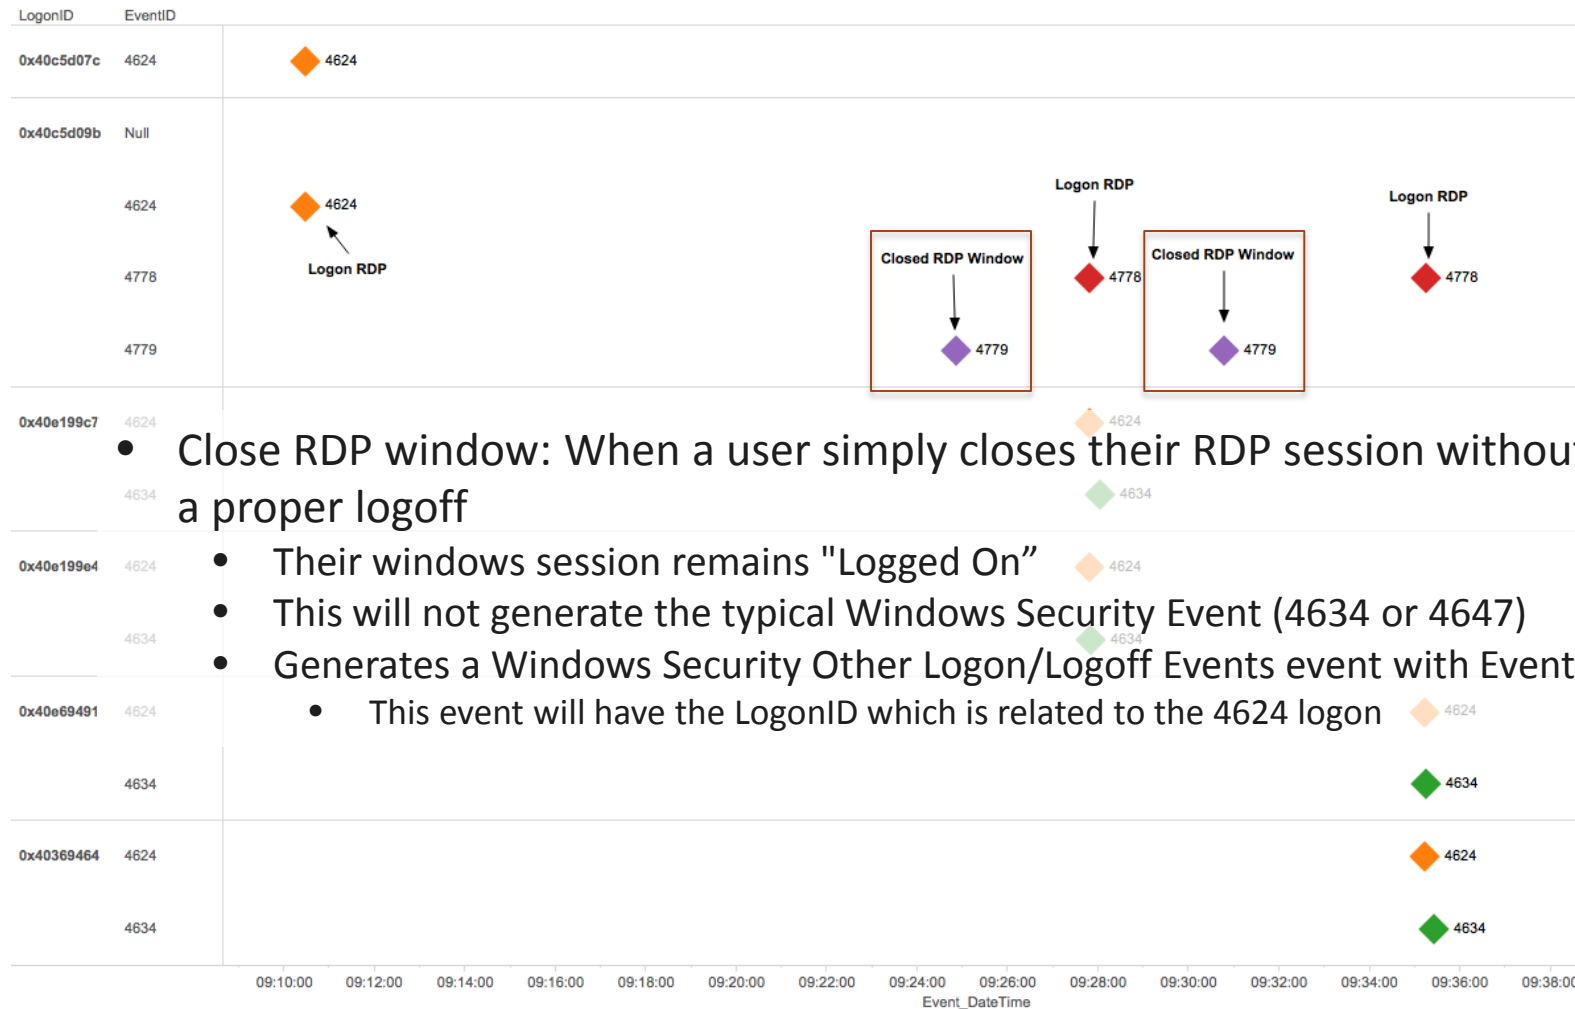 LogonID EventID
0x40c5d07c 4624 4624
0x40c5d09b Null
Logon RDP
Logon RDP
4624 4624
Closed RDP Window
Closed RDP Window
Logon RDP
4778 4778 4778
4779 4779 4779
0x40e199c7 4624 4624
• Close RDP window: When a user simply closes their RDP session without
4634 4634
a proper logoff
0x40e199e4 4624 4624
• Their windows session remains "Logged On”
• This will not generate the typical Windows Security Event (4634 or 4647)
4634 4634
• Generates a Windows Security Other Logon/Logoff Events event with Event
0x40e69491 4624 4624
• This event will have the LogonID which is related to the 4624 logon
4634 4634
0x40369464 4624 4624
4634 4634
09:10:00 09:12:00 09:14:00 09:16:00 09:18:00 09:20:00 09:22:00 09:24:00 09:26:00 09:28:00 09:30:00 09:32:00 09:34:00 09:36:00 09:38:00
Event_DateTime